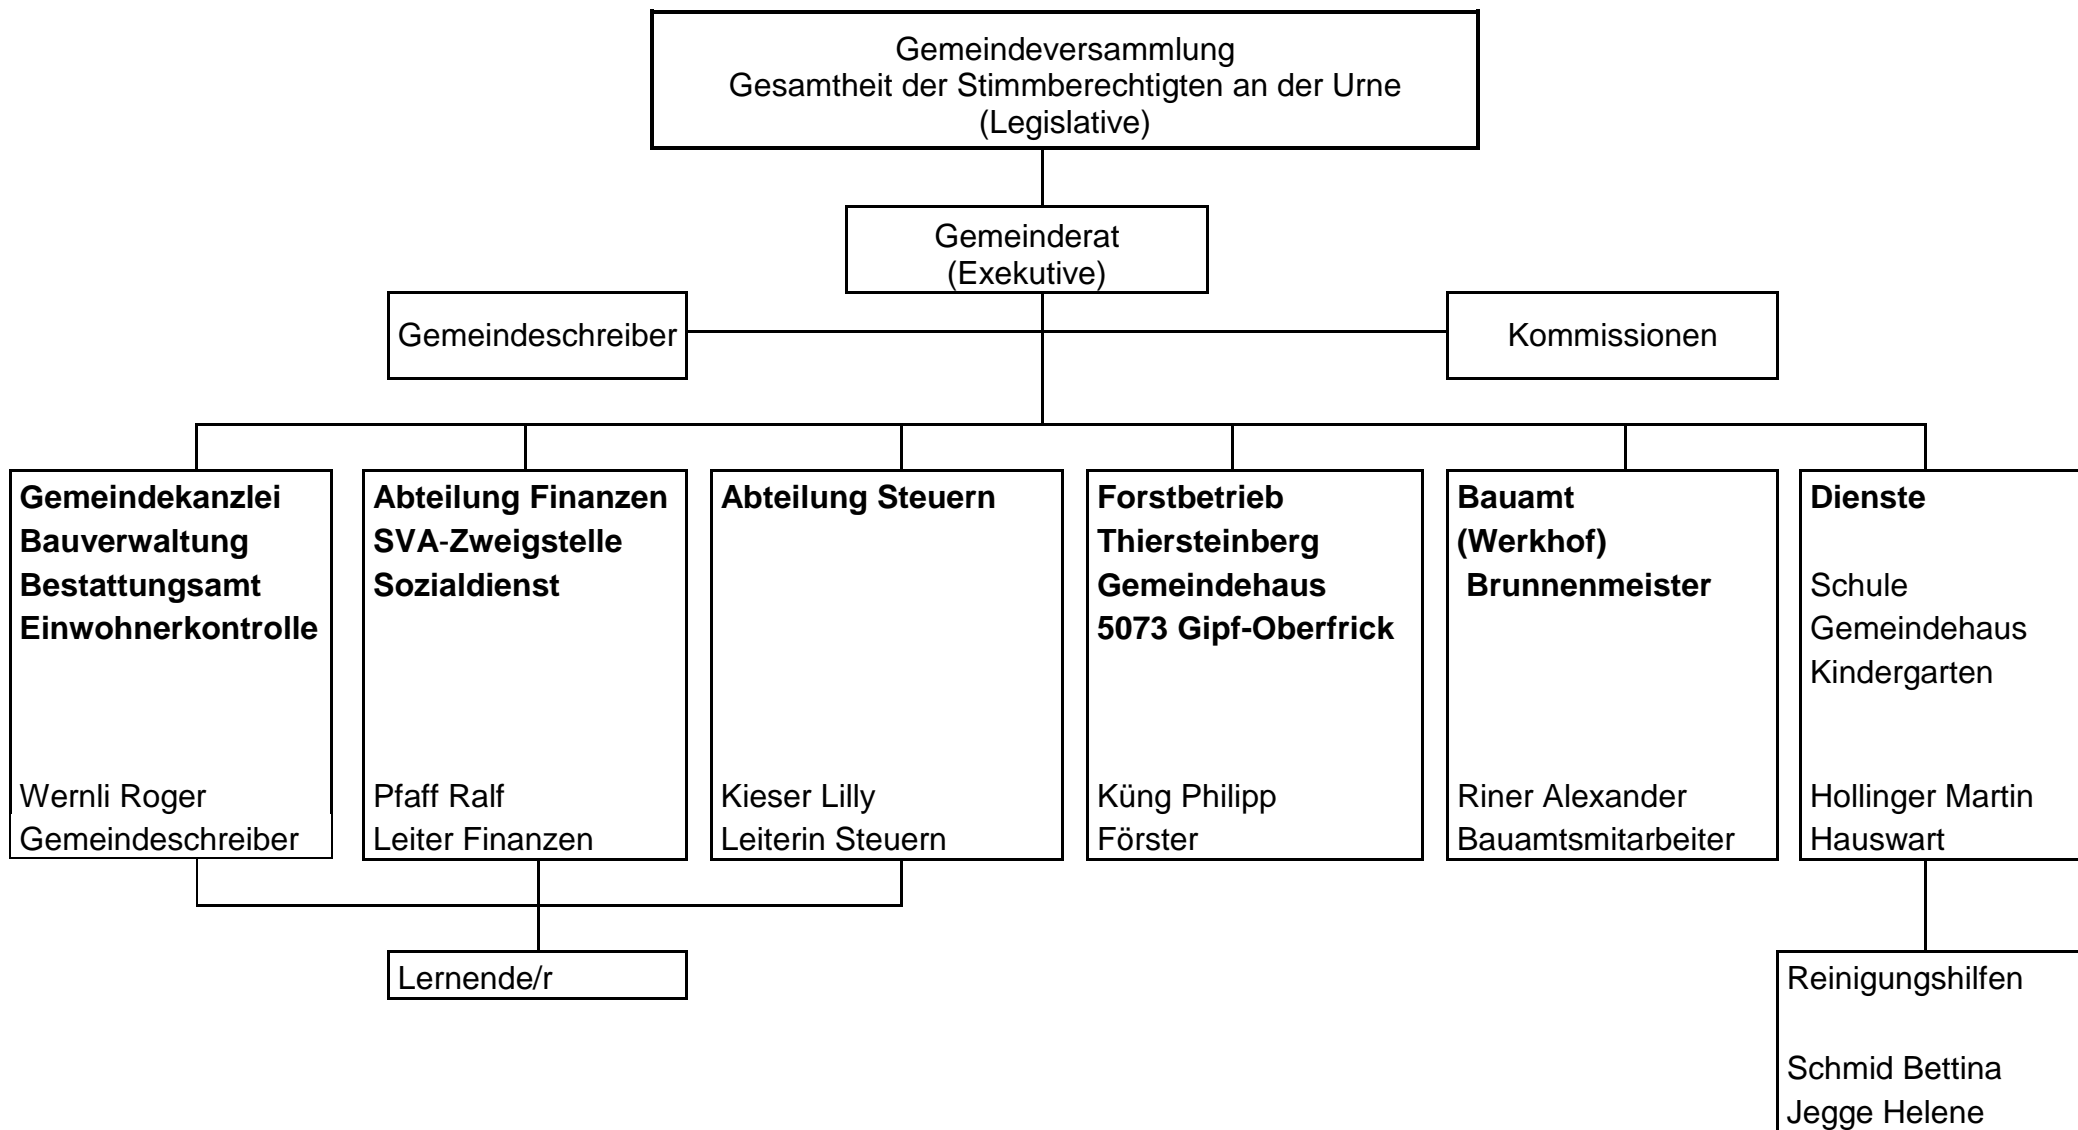 Gemeindeversammlung
Gesamtheit der Stimmberechtigten an der Urne
(Legislative)
Gemeinderat
(Exekutive)
Gemeindeschreiber
Kommissionen
Gemeindekanzlei
Bauverwaltung
Bestattungsamt
Einwohnerkontrolle
Wernli Roger
Gemeindeschreiber
Abteilung Finanzen
SVA-Zweigstelle
Sozialdienst
Pfaff Ralf
Leiter Finanzen
Abteilung Steuern
Kieser Lilly
Leiterin Steuern
Forstbetrieb
Thiersteinberg
Gemeindehaus
5073 Gipf-Oberfrick
Küng Philipp
Förster
Bauamt
(Werkhof)
Brunnenmeister
Riner Alexander
Bauamtsmitarbeiter
Dienste
Schule
Gemeindehaus
Kindergarten
Hollinger Martin
Hauswart
Lernende/r
Reinigungshilfen
Schmid Bettina
Jegge Helene